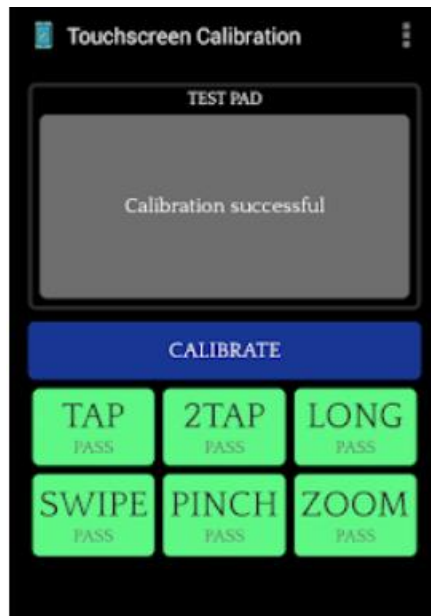 Touchscreen Calibration
TEST PAD
Calibration successful
CALIBRATE
TAP 2TAP LONG
PASS PASS PASS
SWIPE PINCH ZOOM
PASS PASS PASS